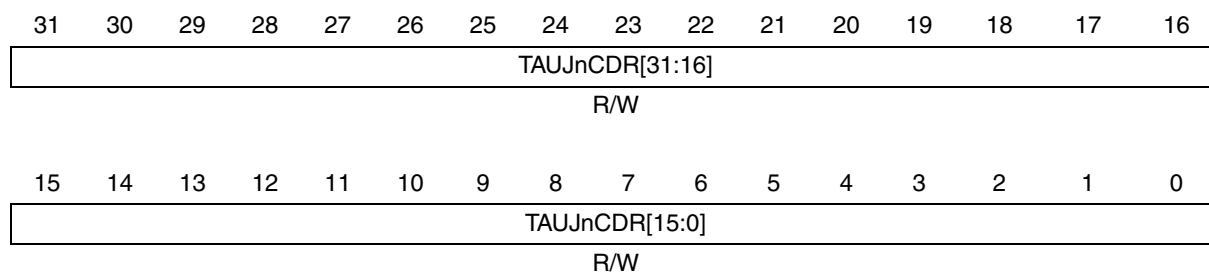 31 30 29 28 27 26 25 24 23 22 21 20 19 18 17 16
TAUJnCDR[31:16]
R/W
15 14 13 12 11 10 9 8 7 6 5 4 3 2 1 0
TAUJnCDR[15:0]
R/W